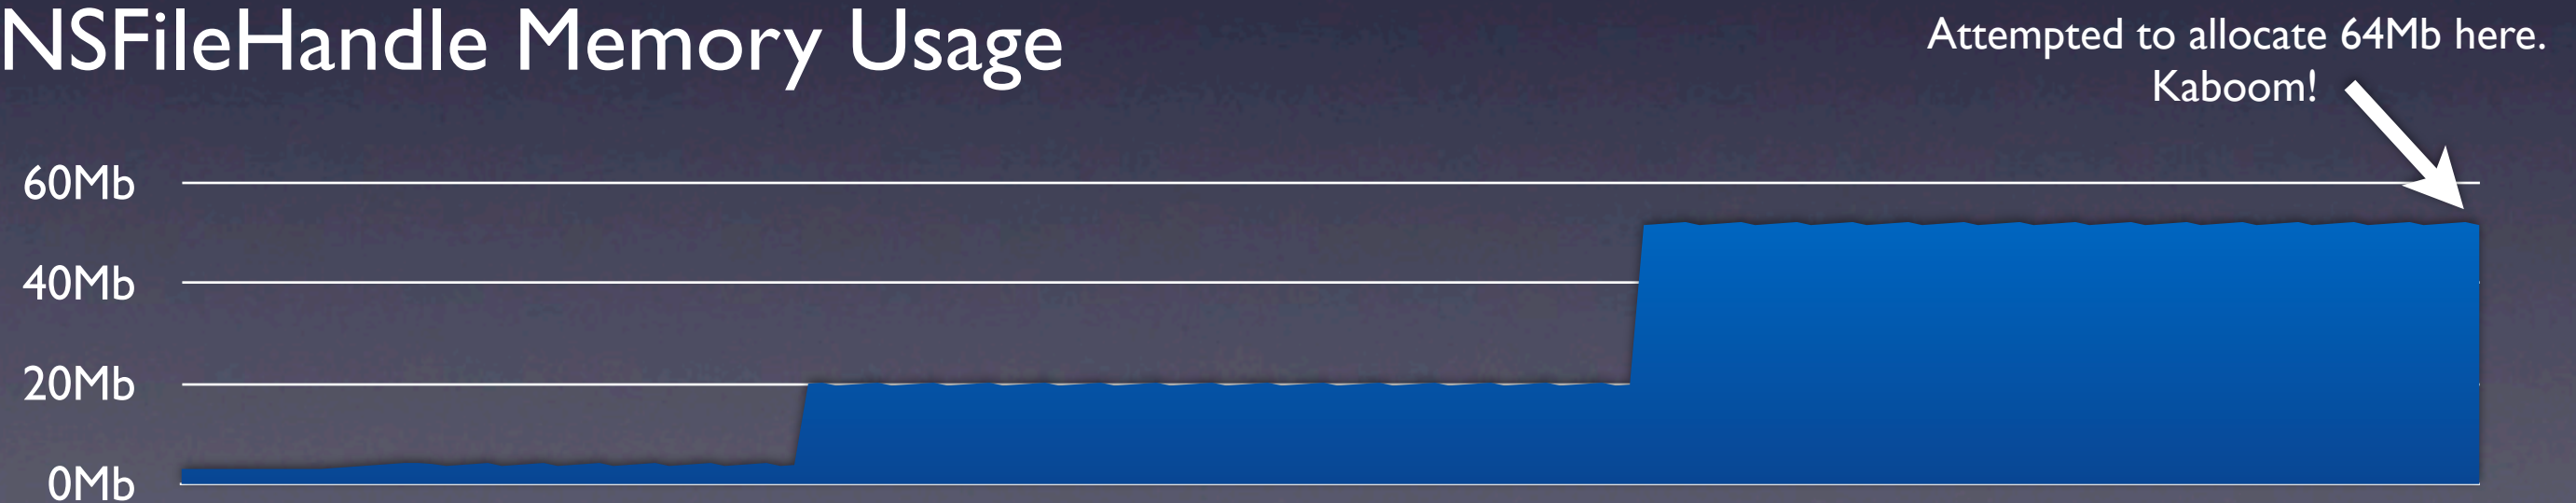 NSFileHandle Memory Usage
Attempted to allocate 64Mb here.
Kaboom!
60Mb
40Mb
20Mb
0Mb